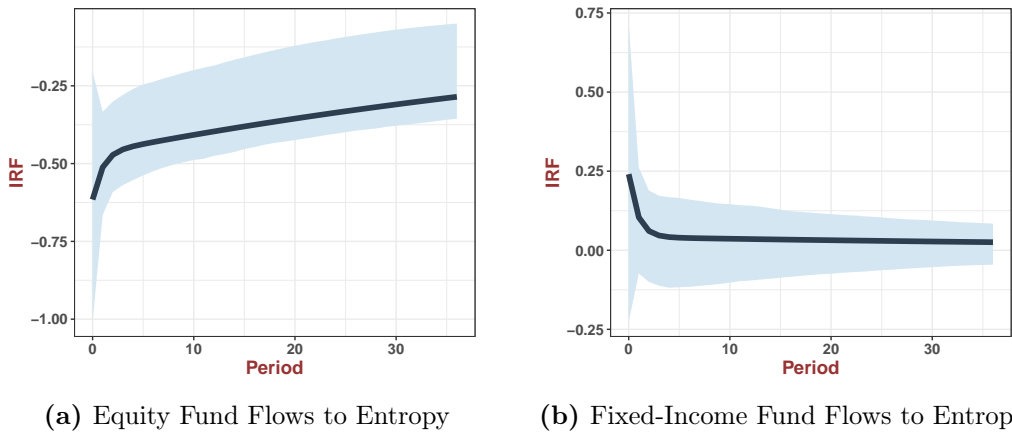 −0.25
−0.50
−0.75
−1.00
IRF
0
10
20
30
Period
(a) Equity Fund Flows to Entropy
0.75
0.50
0.25
0.00
−0.25
IRF
0
10
20
30
Period
(b) Fixed-Income Fund Flows to Entrop